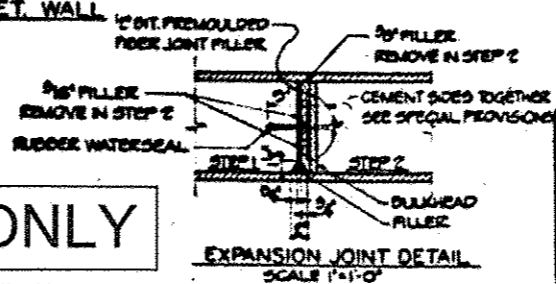 ET. WALL
½" BIT. PREMOULDED
FIBER JOINT FILLER
FILLER
REMOVE IN STEP 2
FILLER
REMOVE IN STEP 2
CEMENT SIDES TOGETHER
SEE SPECIAL PROVISIONS
RUBBER WATERSEAL
STEP 1
STEP 2
BULKHEAD
FILLER
ONLY
EXPANSION JOINT DETAIL
SCALE 1"=1'-0"